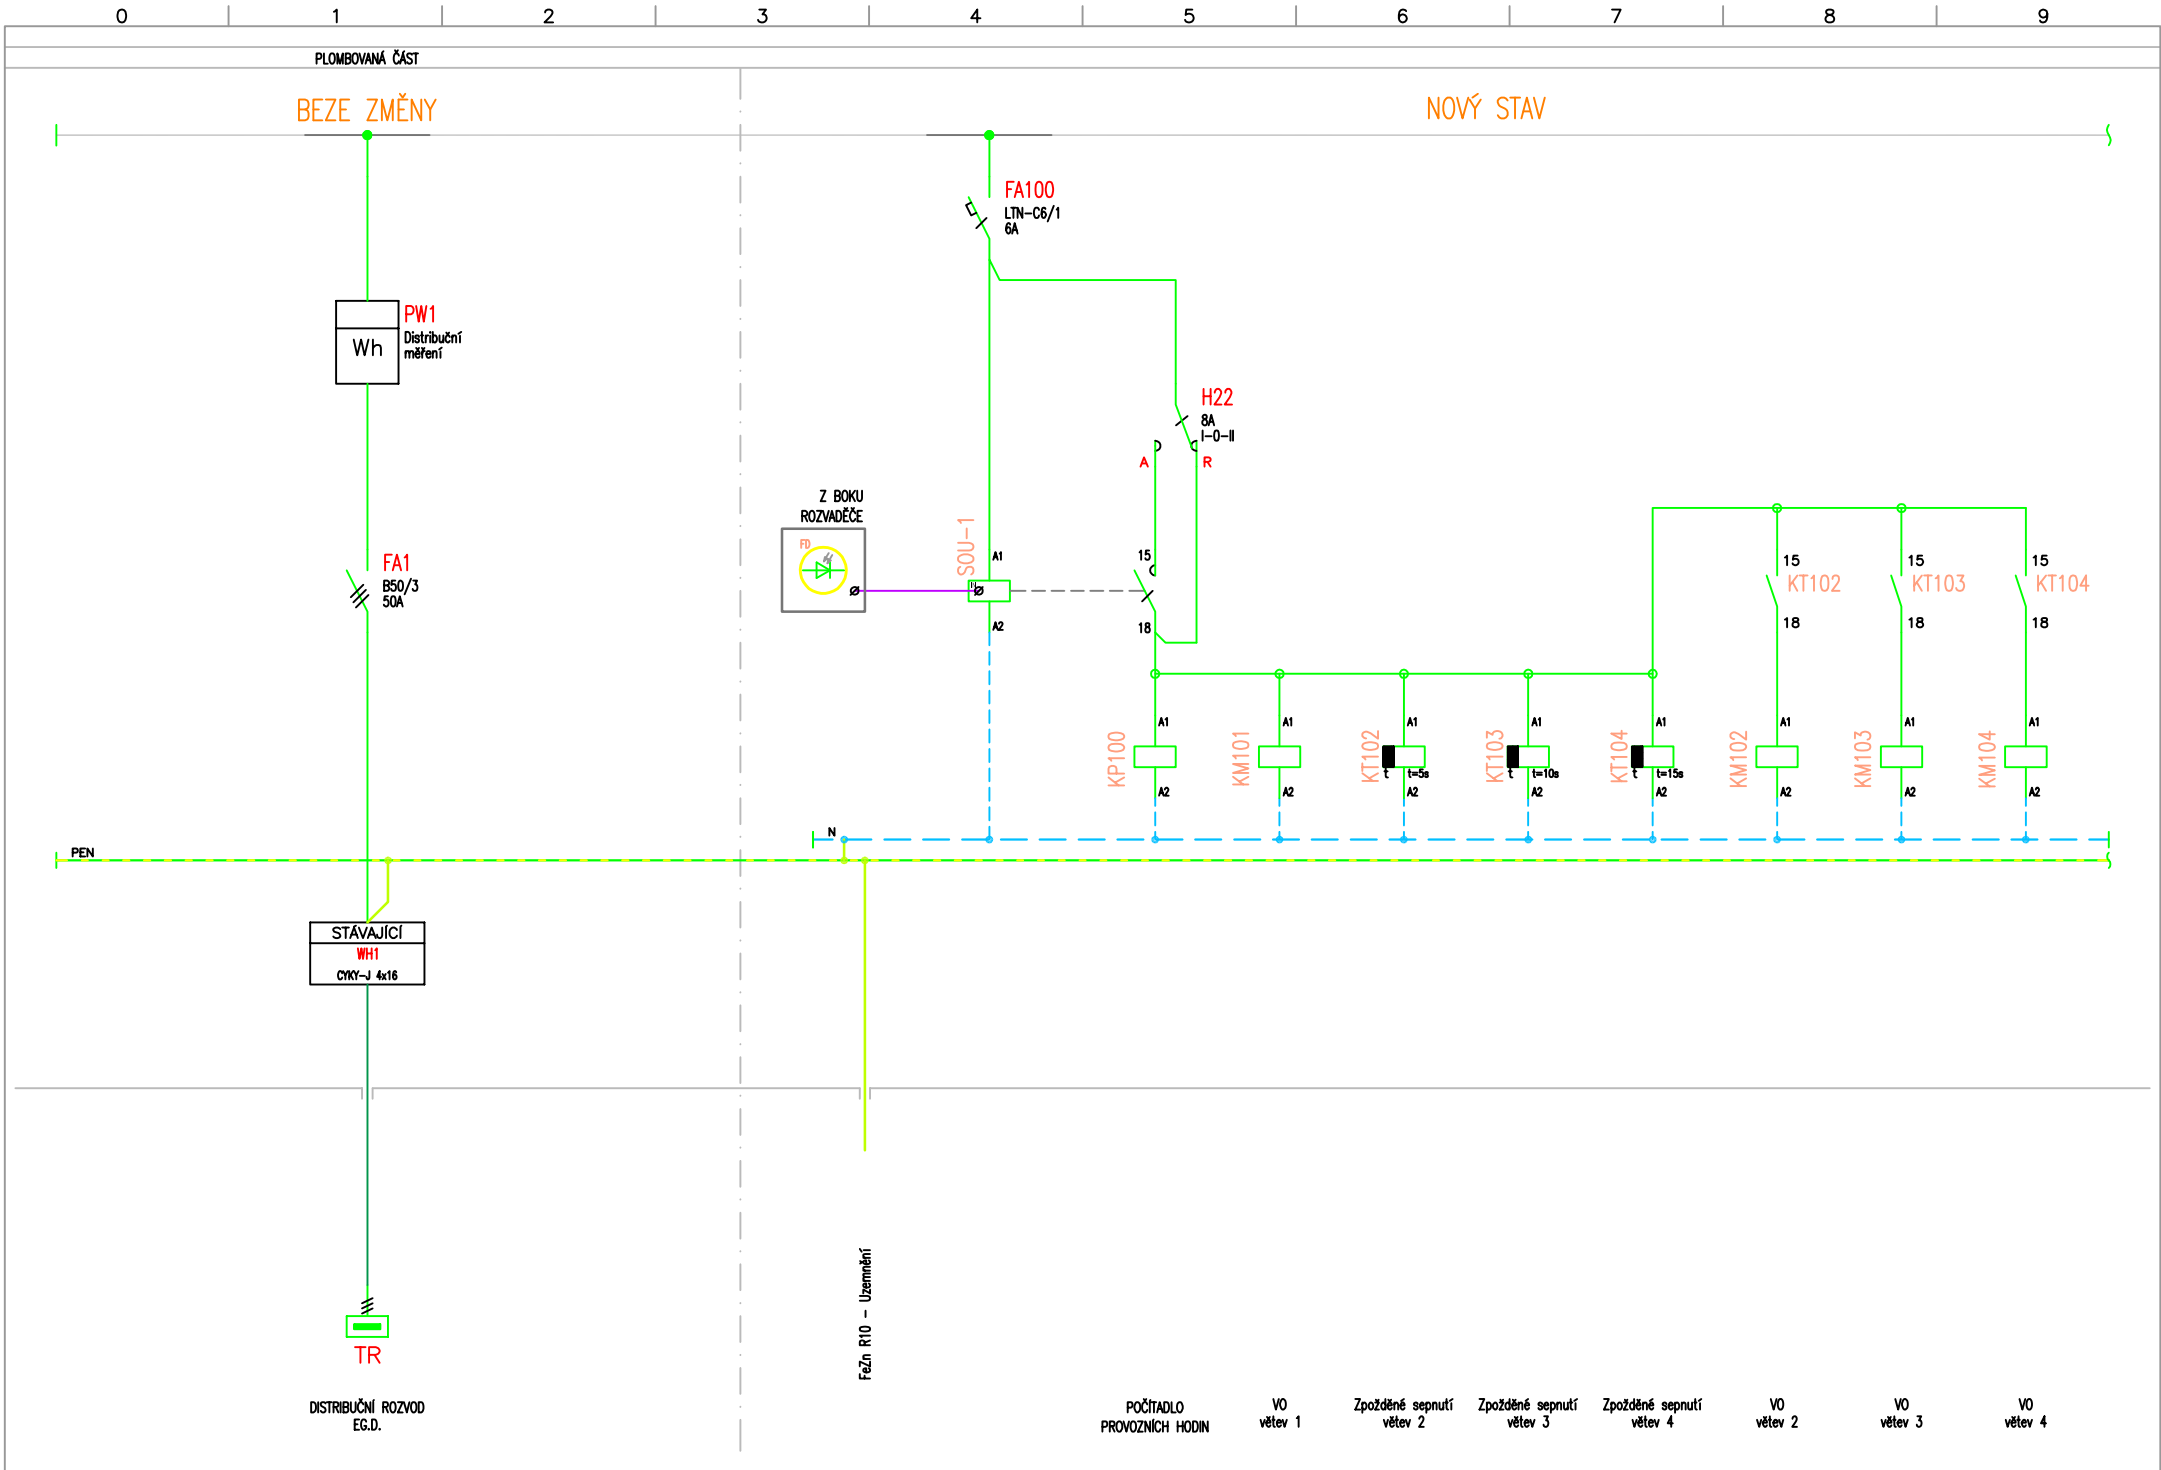 0 1 2 3 4 5 6 7 8 9
PLOMBOVANÁ ČÁST
BEZE ZMĚNY
NOVÝ STAV
FA100
LTN-C6/1
6A
PW1
Distribuční
měření
Wh
H22
8A
I-0-II
A R
Z BOKU
ROZVADĚČE
FD
SOU-1
A1
A2
15
18
FA1
B50/3
50A
15
KT102
18
15
KT103
18
15
KT104
18
KP100
A1
A2
KM101
A1
A2
KT102
A1
t t=5s
A2
KT103
A1
t t=10s
A2
KT104
A1
t t=15s
A2
KM102
A1
A2
KM103
A1
A2
KM104
A1
A2
N
PEN
STÁVAJÍCÍ
WH1
CYKY-J 4x16
FeZn R10 - Uzemnění
TR
DISTRIBUČNÍ ROZVOD
EG.D.
POČÍTADLO
PROVOZNÍCH HODIN
VO
větev 1
Zpožděné sepnutí
větev 2
Zpožděné sepnutí
větev 3
Zpožděné sepnutí
větev 4
VO
větev 2
VO
větev 3
VO
větev 4